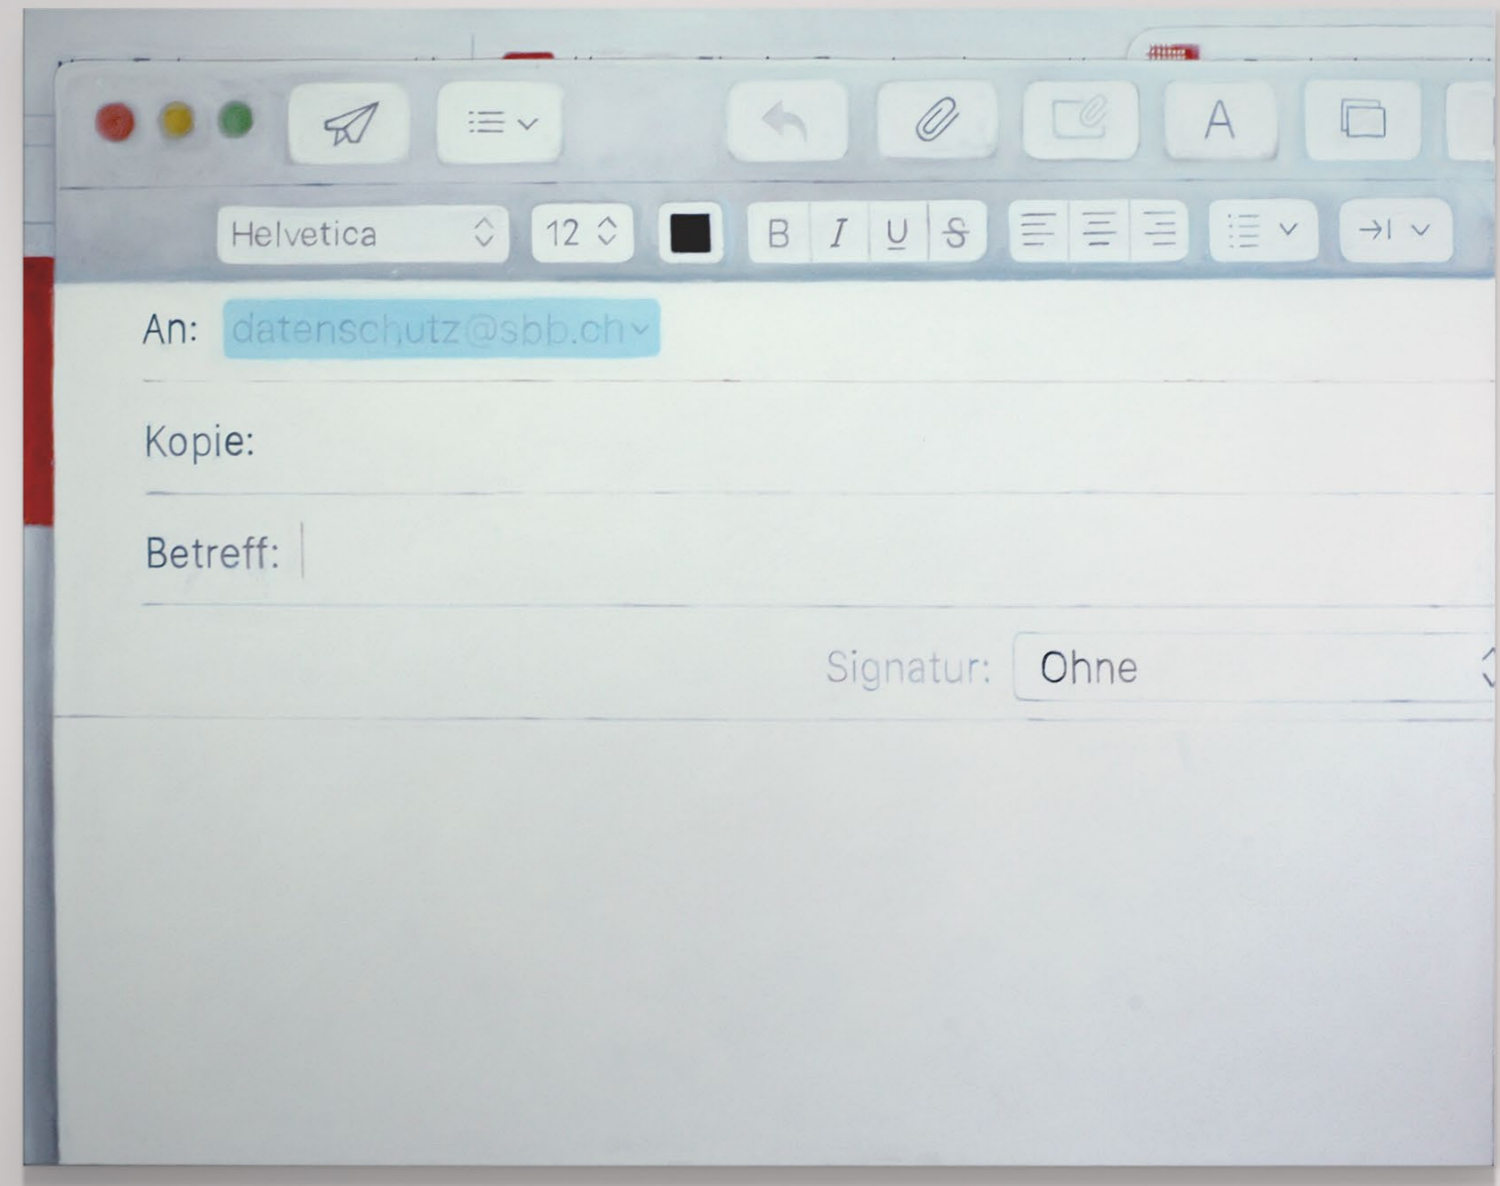 A
Helvetica 12 B I U S
An: datenschutz@sbb.ch
Kopie:
Betreff:
Signatur: Ohne